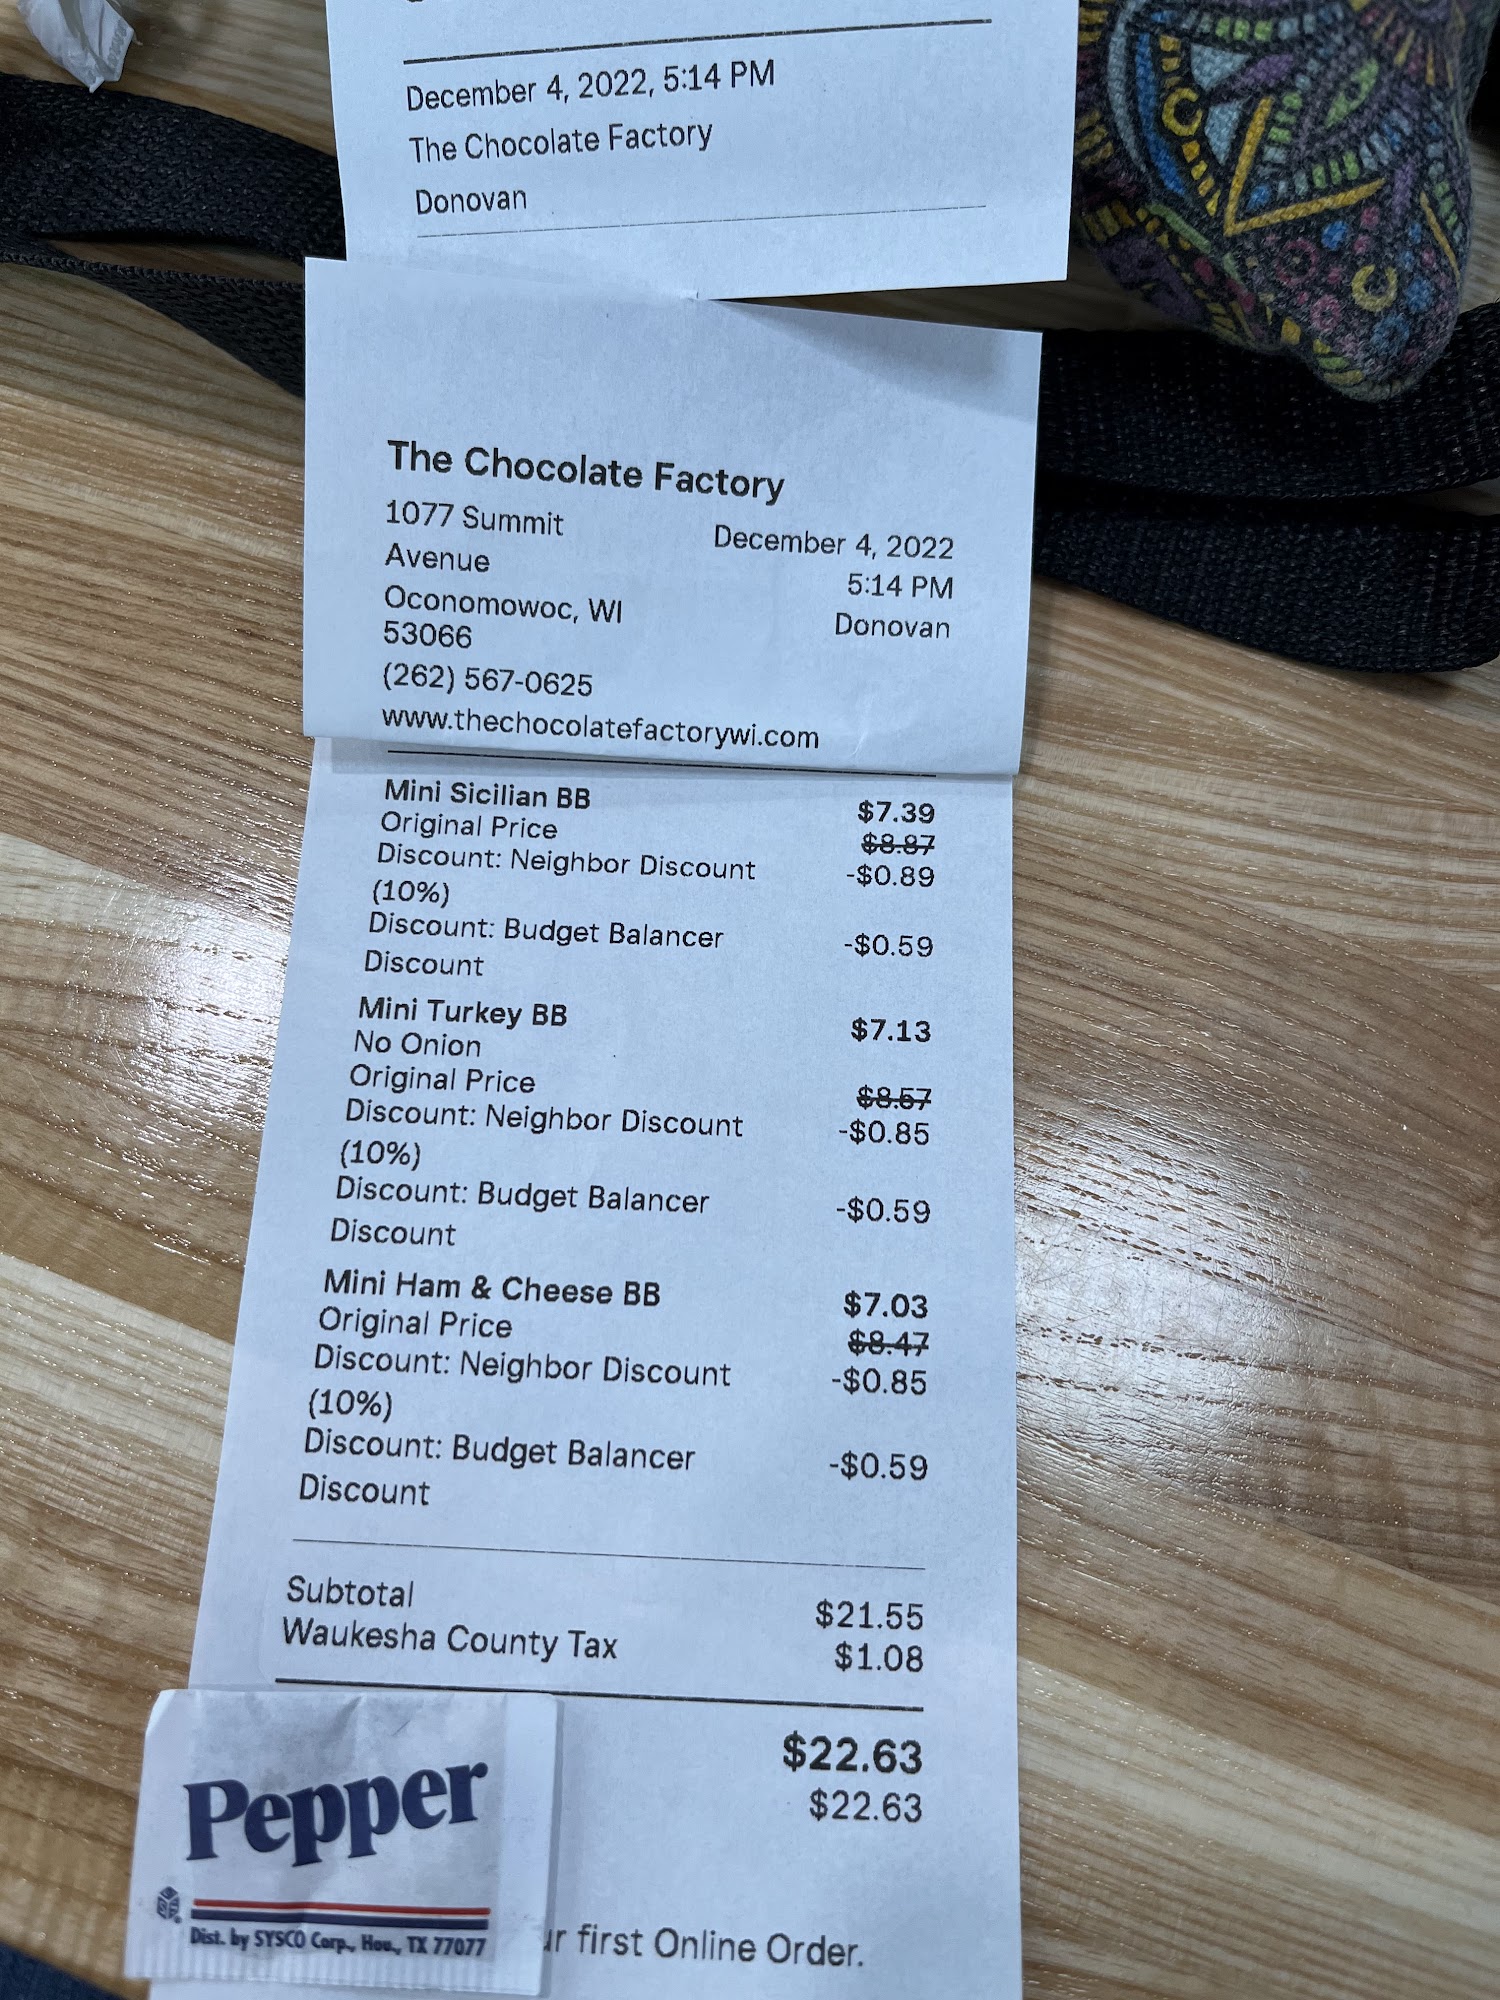 December 4, 2022, 5:14 PM
The Chocolate Factory
Donovan
The Chocolate Factory
1077 Summit
Avenue
Oconomowoc, WI
53066
(262) 567-0625
www.thechocolatefactorywi.com
December 4, 2022
5:14 PM
Donovan
Mini Sicilian BB $7.39
Original Price $8.87
Discount: Neighbor Discount -$0.89
(10%)
Discount: Budget Balancer -$0.59
Discount
Mini Turkey BB $7.13
No Onion
Original Price $8.57
Discount: Neighbor Discount -$0.85
(10%)
Discount: Budget Balancer -$0.59
Discount
Mini Ham & Cheese BB $7.03
Original Price $8.47
Discount: Neighbor Discount -$0.85
(10%)
Discount: Budget Balancer -$0.59
Discount
Subtotal $21.55
Waukesha County Tax $1.08
$22.63
$22.63
first Online Order.
Pepper
Dist. by SYSCO Corp., Hou., TX 77077